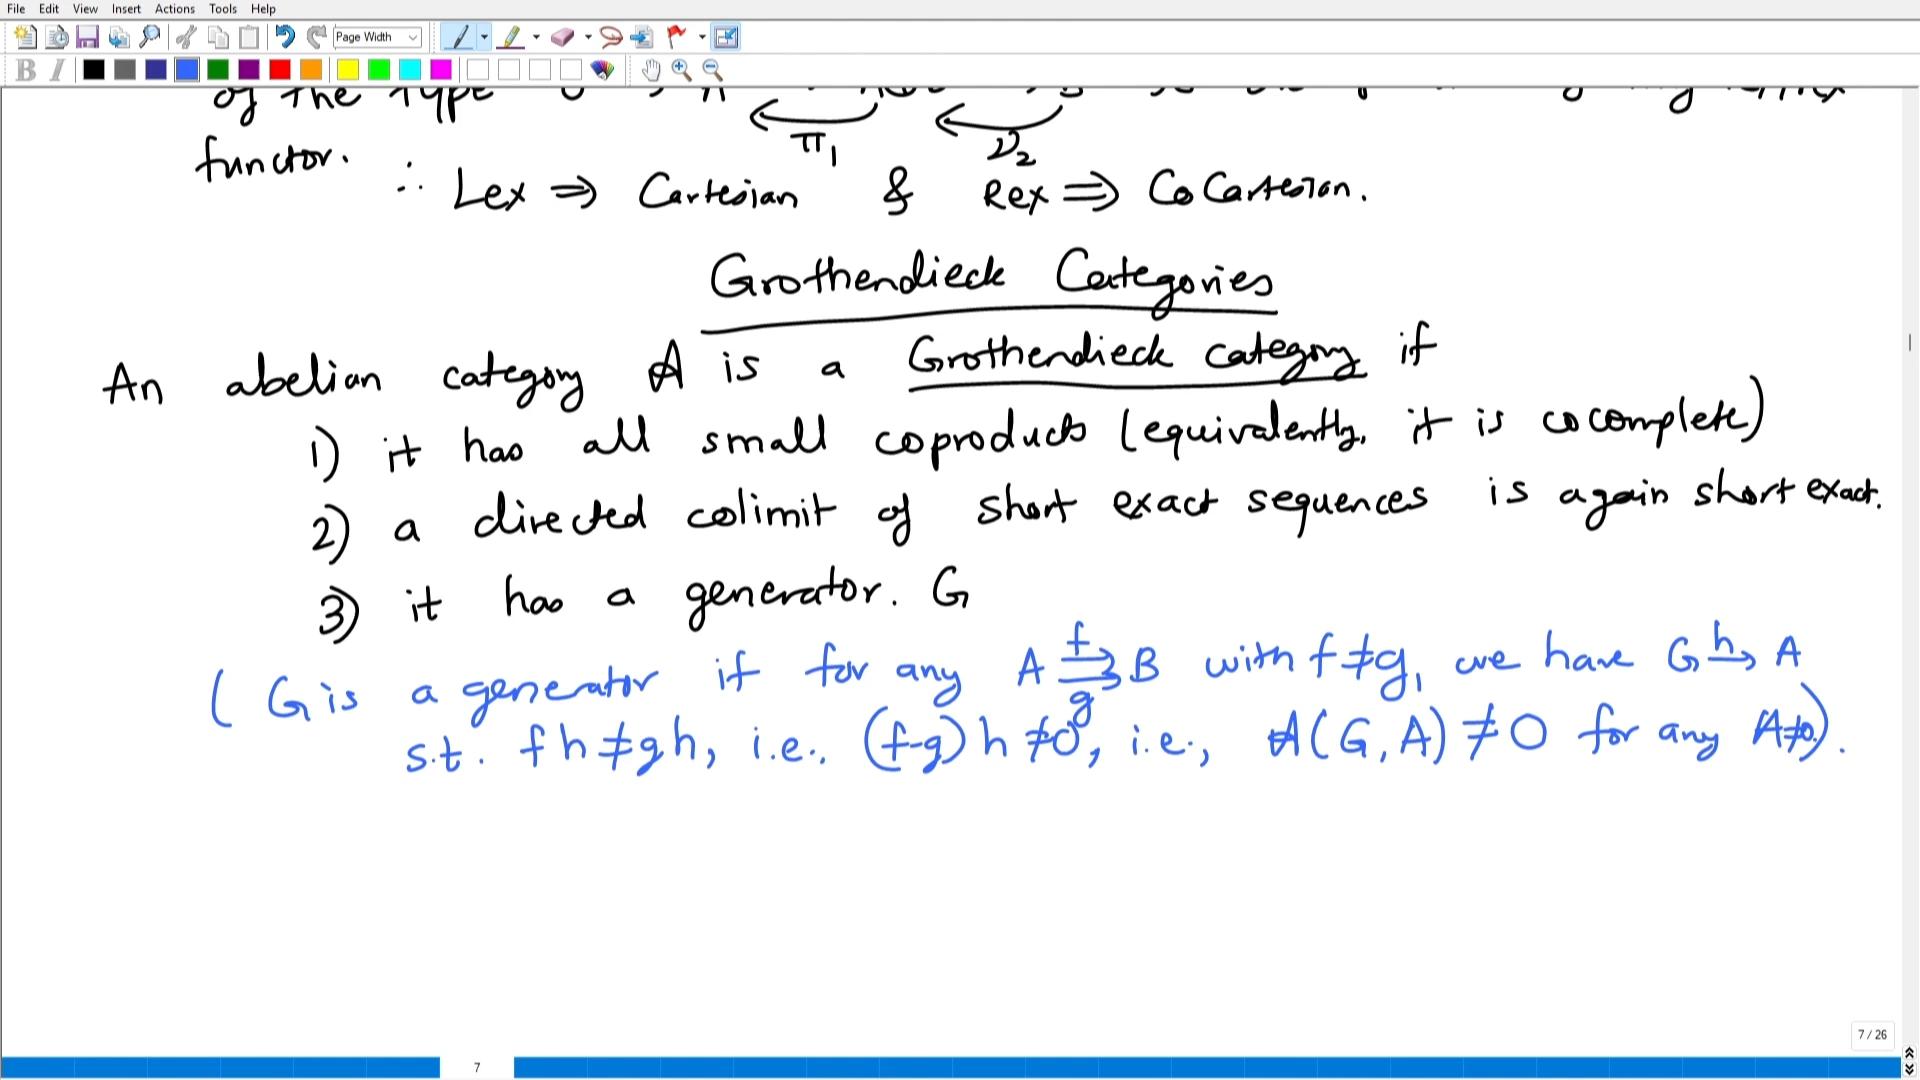 File Edit View Insert Actions Tools Help
Page Width
B I
of the type
functor. π₁ ν₂
∴ Lex ⇒ Cartesian & Rex ⇒ CoCartesian.
Grothendieck Categories
An abelian category A is a Grothendieck category if
1) it has all small coproducts (equivalently, it is cocomplete)
2) a directed colimit of short exact sequences is again short exact.
3) it has a generator. G
( G is a generator if for any A ⇉ B f g with f ≠ g, we have G →h A
s.t. fh ≠ gh, i.e., (f-g)h ≠ 0, i.e., A(G, A) ≠ 0 for any A≠0).
7 / 26
7